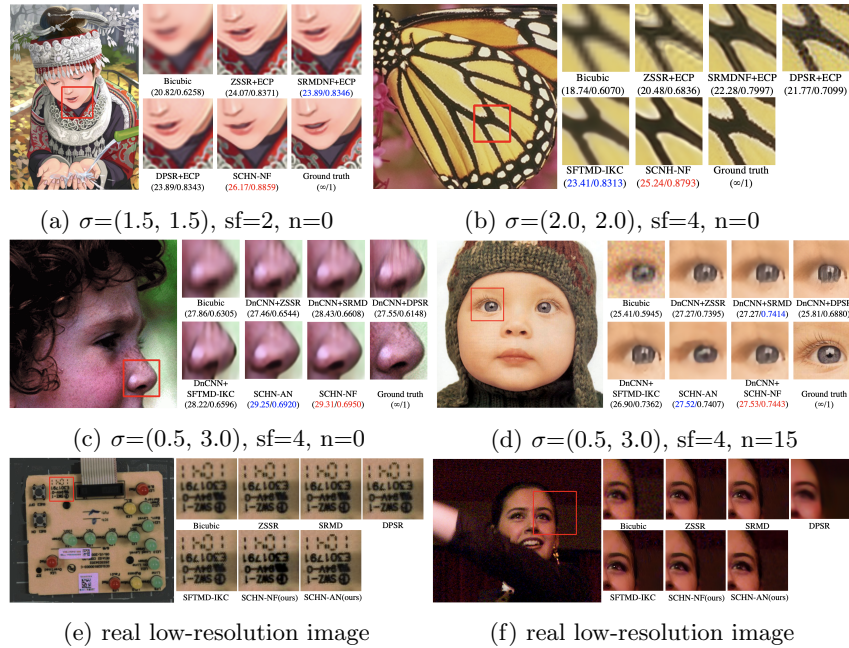 Bicubic ZSSR+ECP SRMDNF+ECP
(20.82/0.6258) (24.07/0.8371) (23.89/0.8346)
DPSR+ECP SCHN-NF Ground truth
(23.89/0.8343) (26.17/0.8859) (∞/1)
(a) σ=(1.5, 1.5), sf=2, n=0
Bicubic ZSSR+ECP SRMDNF+ECP DPSR+ECP
(18.74/0.6070) (20.48/0.6836) (22.28/0.7997) (21.77/0.7099)
SFTMD-IKC SCNH-NF Ground truth
(23.41/0.8313) (25.24/0.8793) (∞/1)
(b) σ=(2.0, 2.0), sf=4, n=0
Bicubic DnCNN+ZSSR DnCNN+SRMD DnCNN+DPSR
(27.86/0.6305) (27.46/0.6544) (28.43/0.6608) (27.55/0.6148)
DnCNN+
SFTMD-IKC SCHN-AN SCHN-NF Ground truth
(28.22/0.6596) (29.25/0.6920) (29.31/0.6950) (∞/1)
(c) σ=(0.5, 3.0), sf=4, n=0
Bicubic DnCNN+ZSSR DnCNN+SRMD DnCNN+DPSR
(25.41/0.5945) (27.27/0.7395) (27.27/0.7414) (25.81/0.6880)
DnCNN+ SCHN-AN DnCNN+ Ground truth
SFTMD-IKC SCHN-NF
(26.90/0.7362) (27.52/0.7407) (27.53/0.7443) (∞/1)
(d) σ=(0.5, 3.0), sf=4, n=15
Bicubic ZSSR SRMD DPSR
SFTMD-IKC SCHN-NF(ours) SCHN-AN(ours)
(e) real low-resolution image
Bicubic ZSSR SRMD DPSR
SFTMD-IKC SCHN-NF(ours) SCHN-AN(ours)
(f) real low-resolution image